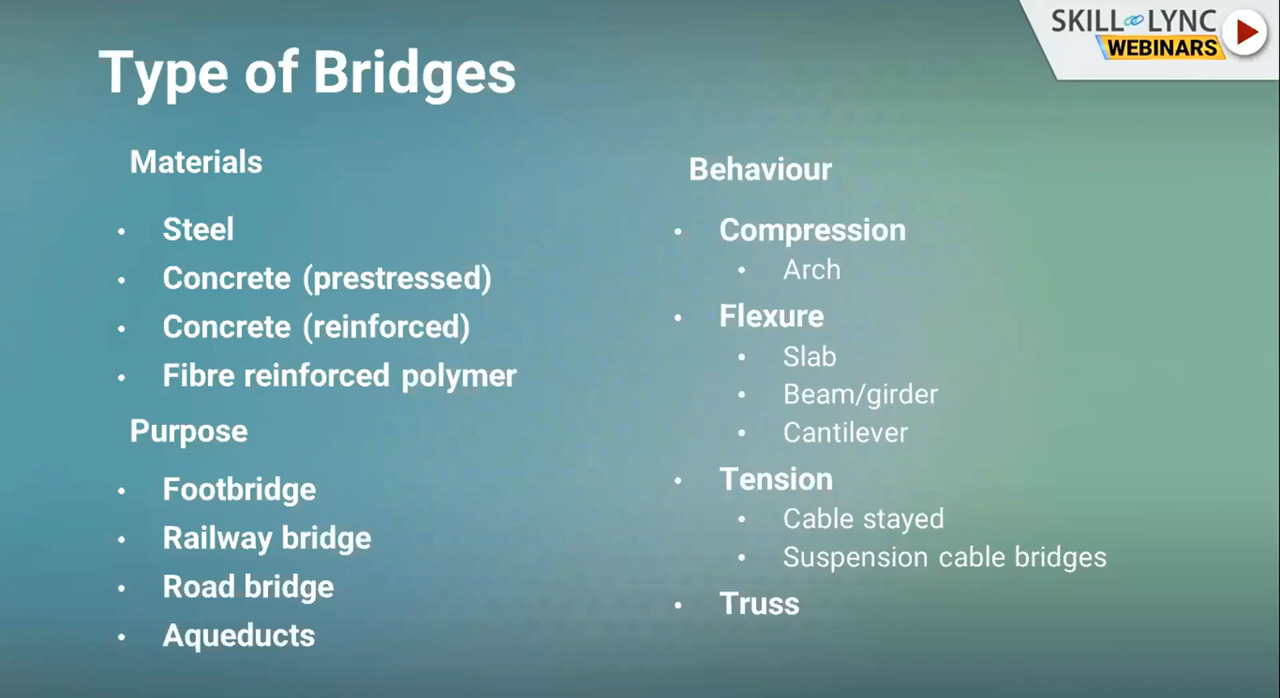 SKILL LYNC
WEBINARS
Type of Bridges
Materials
• Steel
• Concrete (prestressed)
• Concrete (reinforced)
• Fibre reinforced polymer
Purpose
• Footbridge
• Railway bridge
• Road bridge
• Aqueducts
Behaviour
• Compression
• Arch
• Flexure
• Slab
• Beam/girder
• Cantilever
• Tension
• Cable stayed
• Suspension cable bridges
• Truss